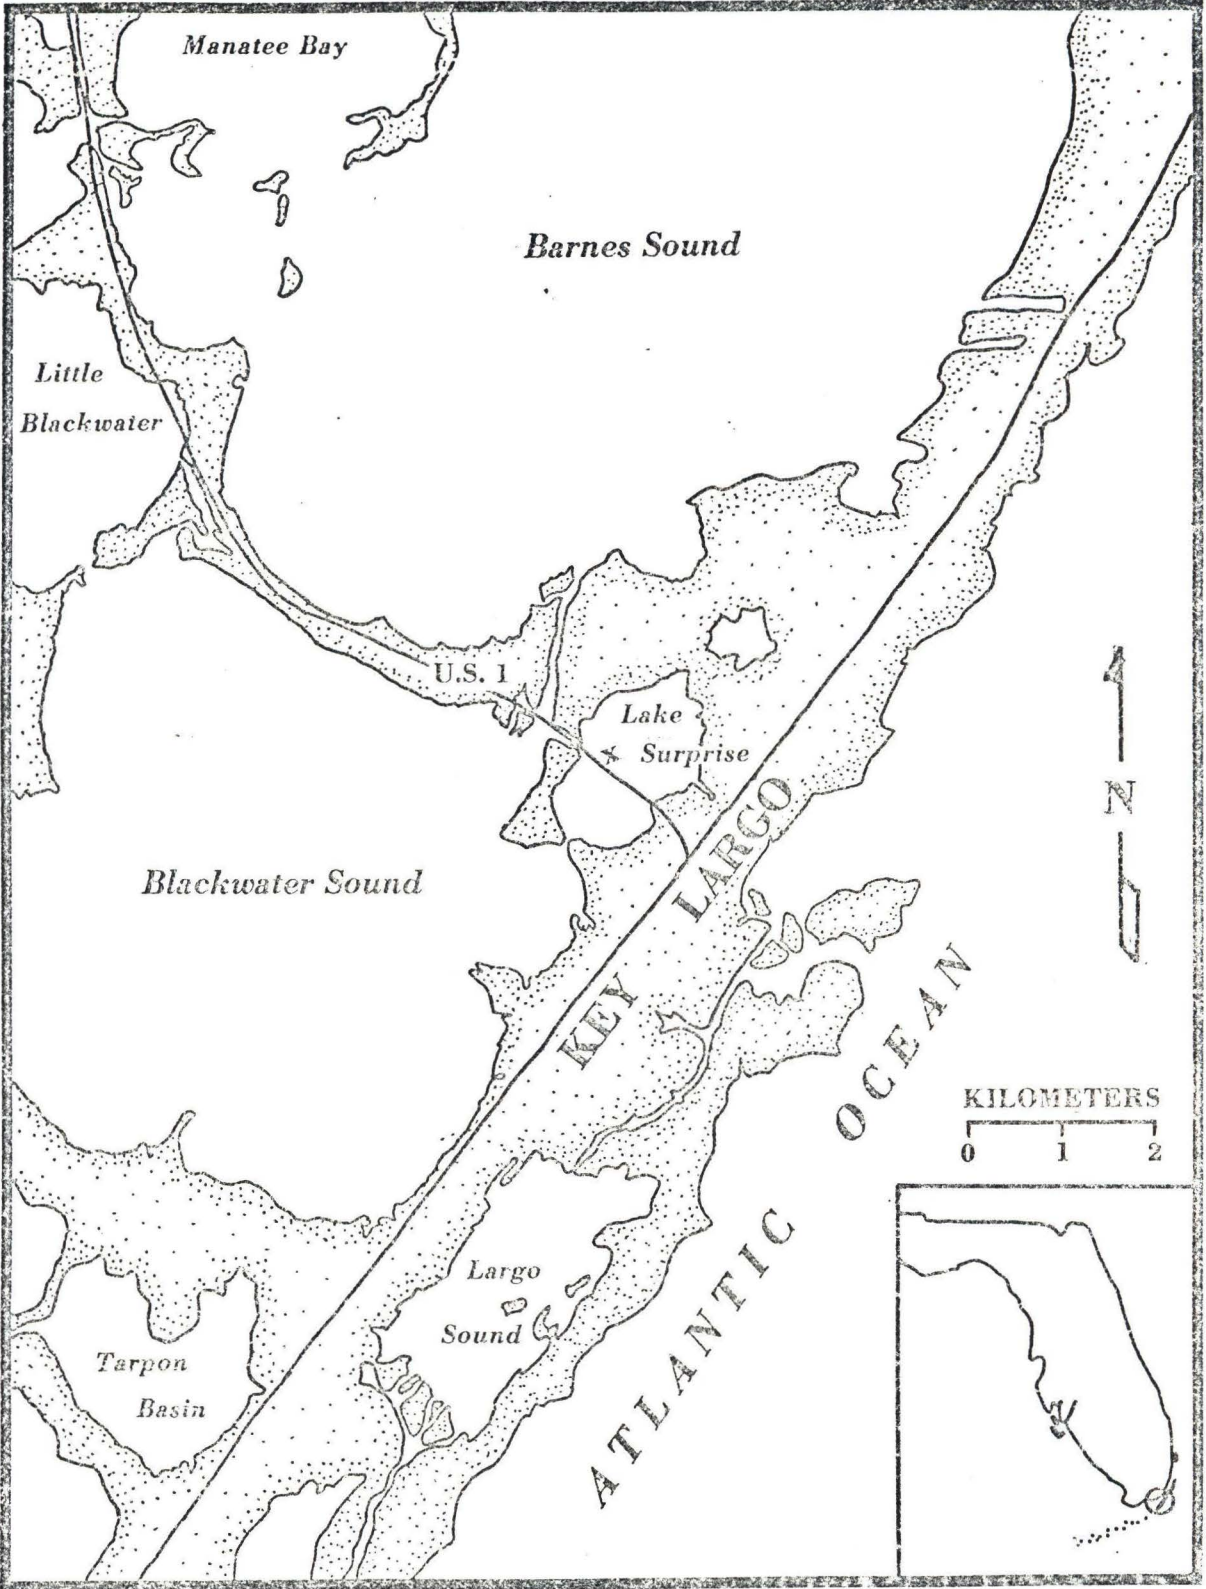 Manatee Bay
Barnes Sound
Little
Blackwater
U.S. 1
Lake
Surprise
KEY LARGO
Blackwater Sound
N
ATLANTIC OCEAN
KILOMETERS
0 1 2
Largo
Sound
Tarpon
Basin